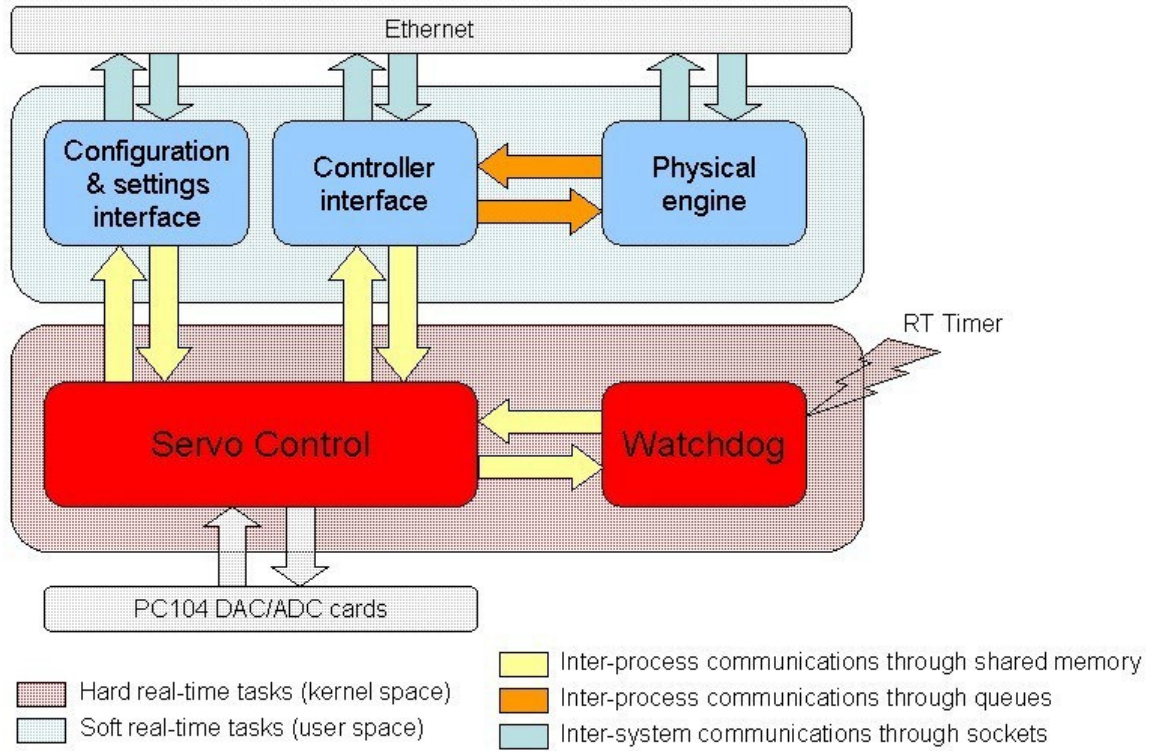 Ethernet
Configuration
& settings
interface
Controller
interface
Physical
engine
RT Timer
Servo Control
Watchdog
PC104 DAC/ADC cards
Hard real-time tasks (kernel space)
Soft real-time tasks (user space)
Inter-process communications through shared memory
Inter-process communications through queues
Inter-system communications through sockets